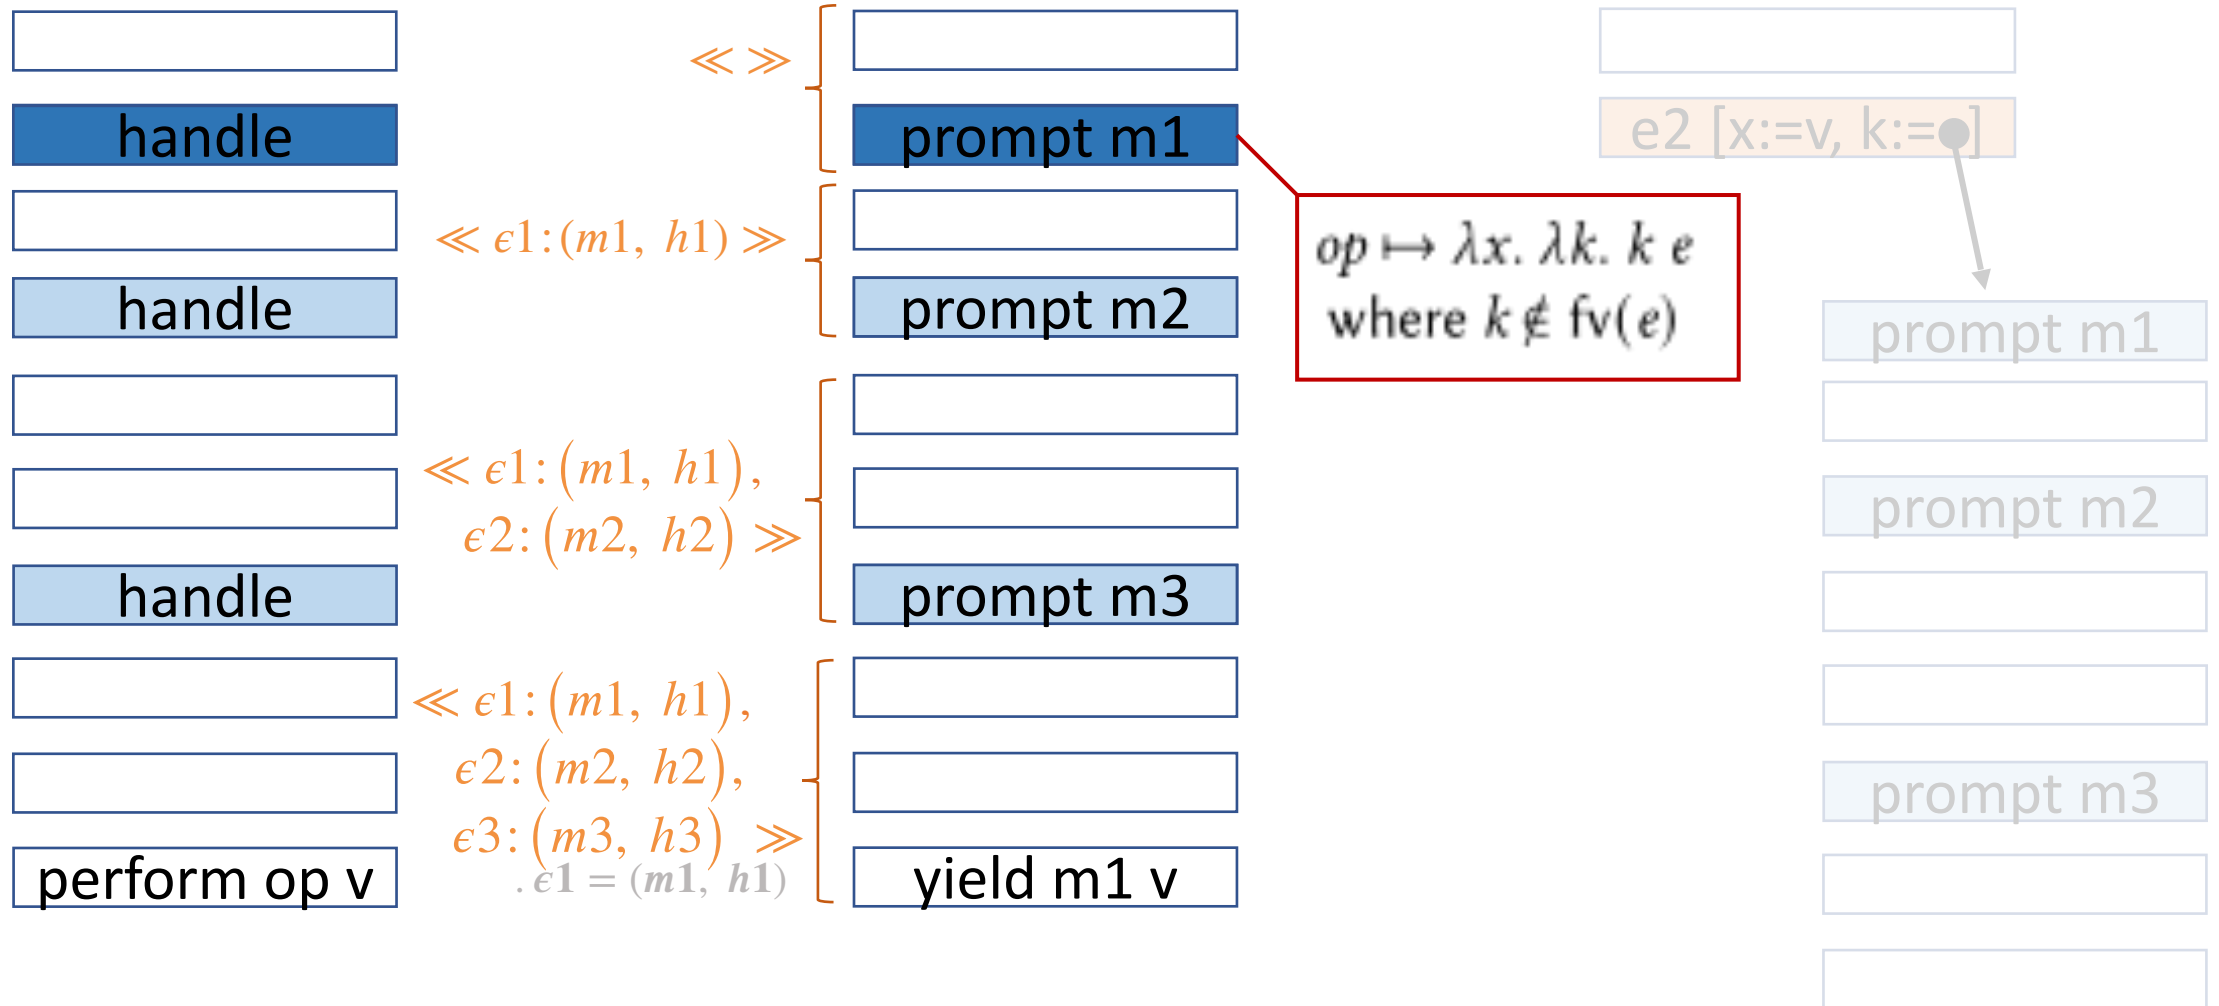 handle
handle
handle
perform op v
≪ ≫
≪ ϵ1:(m1, h1) ≫
≪ ϵ1:(m1, h1),
ϵ2:(m2, h2) ≫
≪ ϵ1:(m1, h1),
ϵ2:(m2, h2),
ϵ3:(m3, h3) ≫
. ϵ1 = (m1, h1)
prompt m1
prompt m2
prompt m3
yield m1 v
op ↦ λx. λk. k e
where k ∉ fv(e)
e2 [x:=v, k:=●]
prompt m1
prompt m2
prompt m3